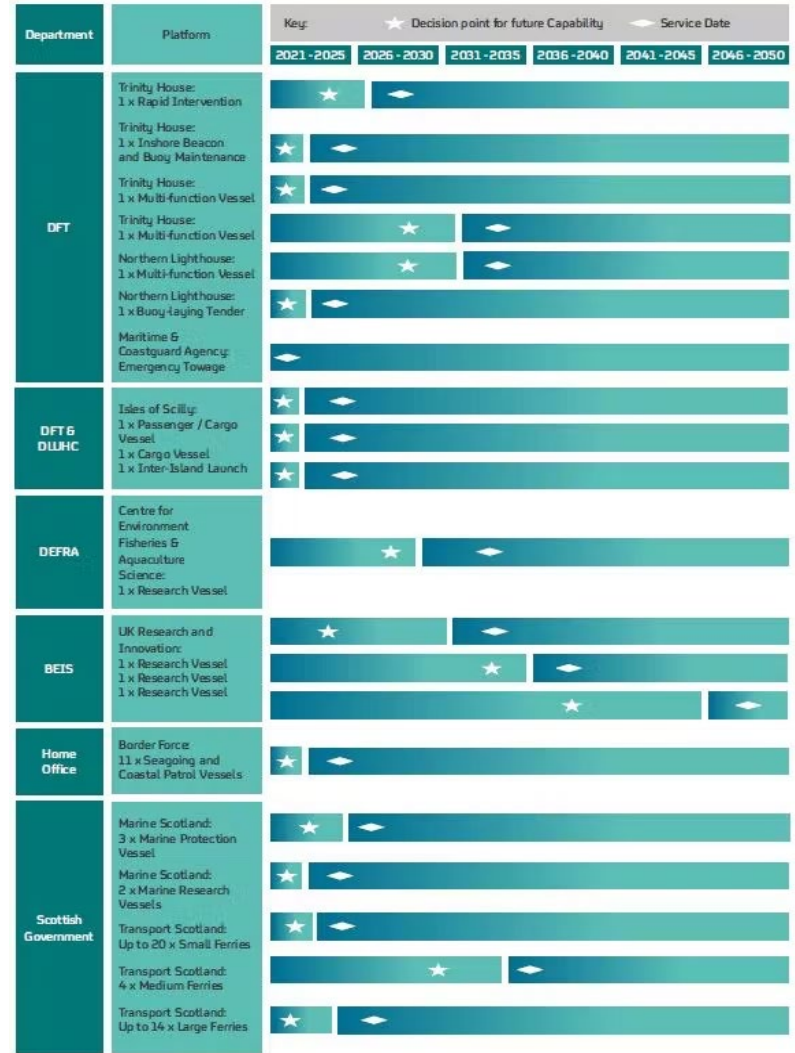 Department
Platform
Key:
Decision point for future Capability
Service Date
2021-2025
2026-2030
2031-2035
2036-2040
2041-2045
2046-2050
DFT
Trinity House:
1 x Rapid Intervention
Trinity House:
1 x Inshore Beacon
and Buoy Maintenance
Trinity House:
1 x Multi-function Vessel
Trinity House:
1 x Multi-function Vessel
Northern Lighthouse:
1 x Multi-function Vessel
Northern Lighthouse:
1 x Buoy-laying Tender
Maritime &
Coastguard Agency:
Emergency Towage
DFT &
DLUHC
Isles of Scilly:
1 x Passenger / Cargo
Vessel
1 x Cargo Vessel
1 x Inter-Island Launch
DEFRA
Centre for
Environment
Fisheries &
Aquaculture
Science:
1 x Research Vessel
BEIS
UK Research and
Innovation:
1 x Research Vessel
1 x Research Vessel
1 x Research Vessel
Home
Office
Border Force:
11 x Seagoing and
Coastal Patrol Vessels
Scottish
Government
Marine Scotland:
3 x Marine Protection
Vessel
Marine Scotland:
2 x Marine Research
Vessels
Transport Scotland:
Up to 20 x Small Ferries
Transport Scotland:
4 x Medium Ferries
Transport Scotland:
Up to 14 x Large Ferries